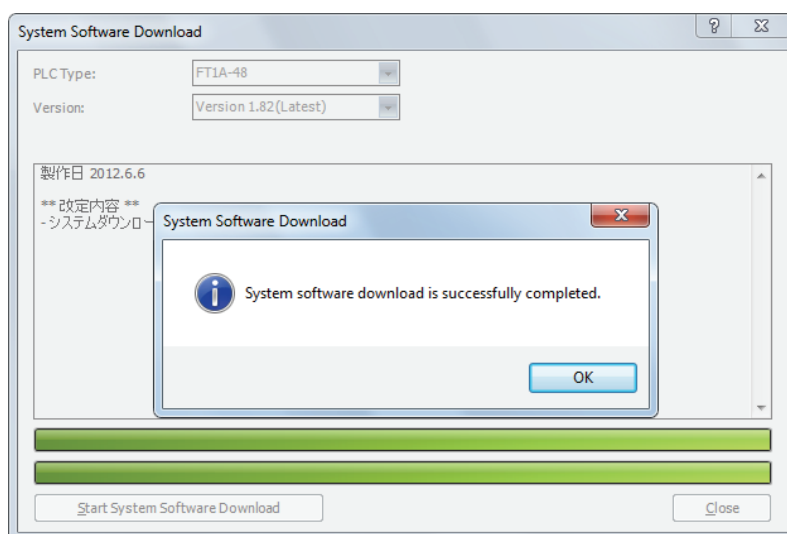 System Software Download
PLC Type:
FT1A-48
Version:
Version 1.82(Latest)
製作日 2012.6.6
** 改定内容 **
-システムダウンロー
System Software Download
System software download is successfully completed.
OK
Start System Software Download
Close